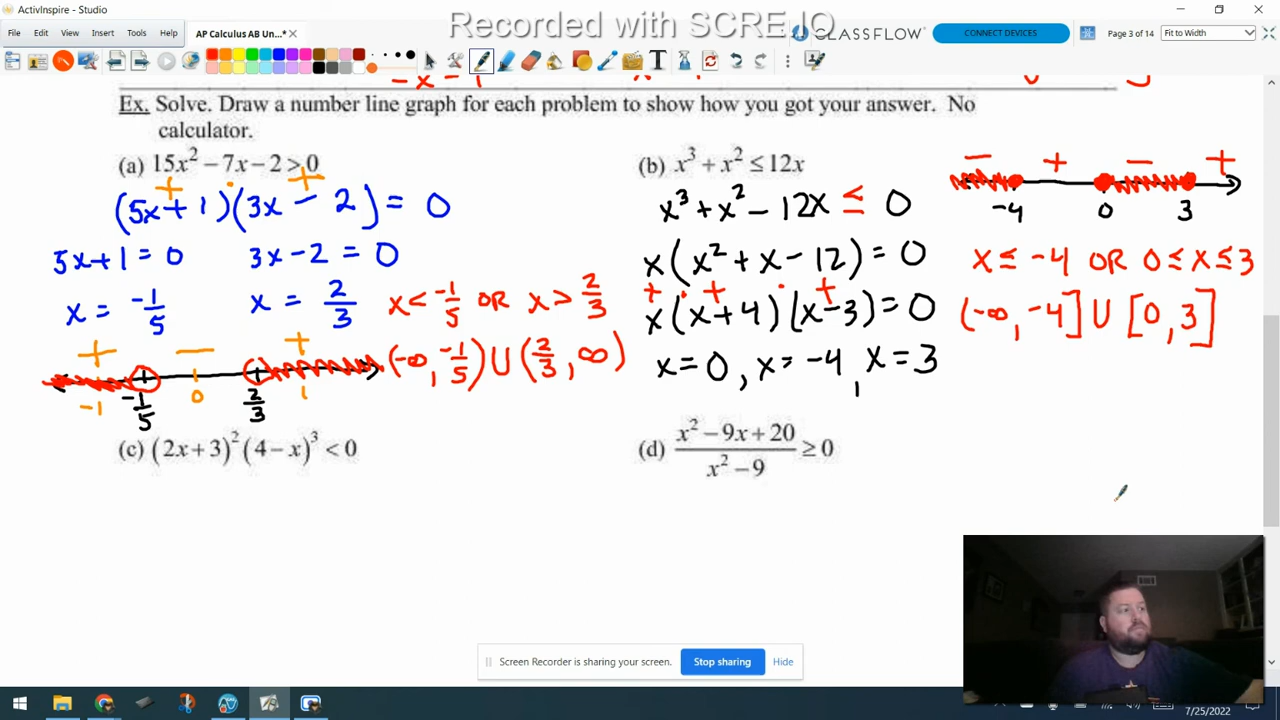 ActivInspire - Studio
Recorded with SCRE.IO
File Edit View Insert Tools Help
AP Calculus AB Un...*
CLASSFLOW
CONNECT DEVICES
Page 3 of 14
Fit to Width
-x - 1
Ex. Solve. Draw a number line graph for each problem to show how you got your answer. No
calculator.
(a) 15x² − 7x − 2 > 0
+ · +
(5x + 1)(3x − 2) = 0
5x+1 = 0 3x−2 = 0
x = -1/5 x = 2/3
x < -1/5 OR x > 2/3
+ − +
(-∞, -1/5) ∪ (2/3, ∞)
-1 -1/5 0 2/3 1
(b) x³ + x² ≤ 12x
− + − +
-4 0 3
x³ + x² − 12x ≤ 0
x(x² + x − 12) = 0
x ≤ -4 OR 0 ≤ x ≤ 3
+ · + · +
x(x+4)(x−3) = 0
(-∞, -4] ∪ [0, 3]
x=0, x= -4, x=3
(c) (2x+3)²(4−x)³ < 0
(d) x² − 9x + 20 / x² − 9 ≥ 0
Screen Recorder is sharing your screen.
Stop sharing
Hide
7/25/2022